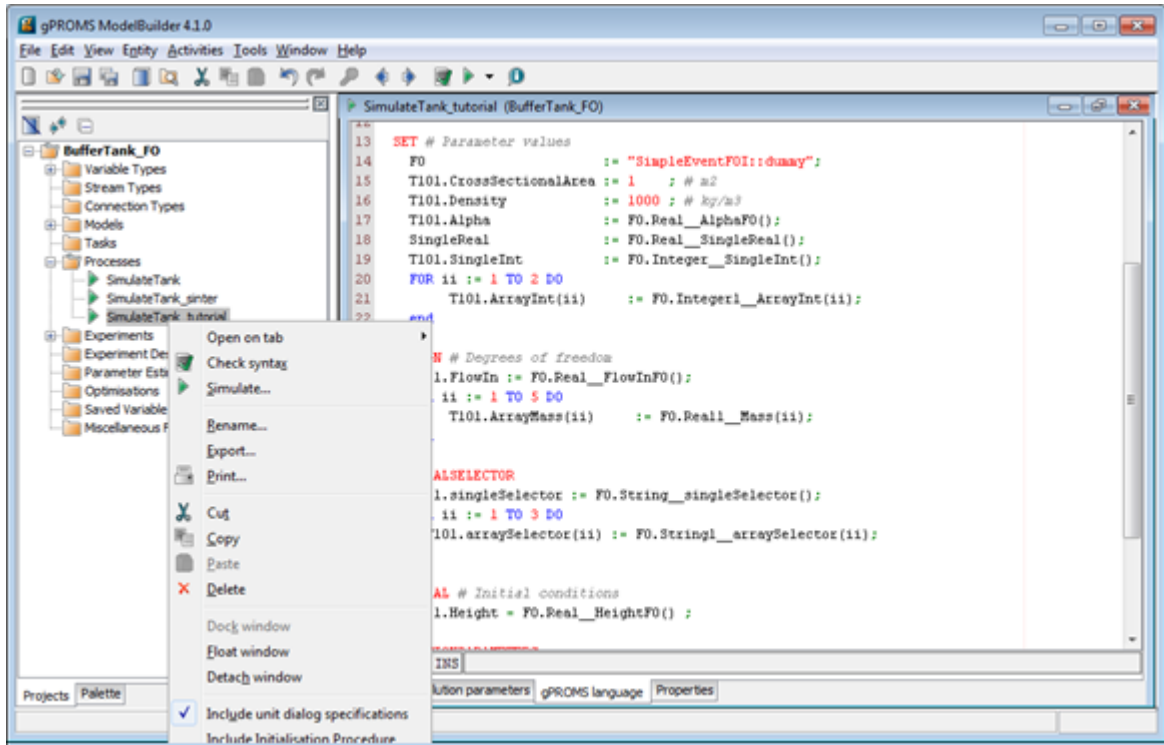 gPROMS ModelBuilder 4.1.0
File Edit View Entity Activities Tools Window Help
SimulateTank_tutorial (BufferTank_FO)
BufferTank_FO
Variable Types
Stream Types
Connection Types
Models
Tasks
Processes
SimulateTank
SimulateTank_sinter
SimulateTank_tutorial
Experiments
Experiment De
Parameter Esti
Optimisations
Saved Variable
Miscellaneous F
Open on tab
Check syntax
Simulate...
Rename...
Export...
Print...
Cut
Copy
Paste
Delete
Dock window
Float window
Detach window
Include unit dialog specifications
Include Initialisation Procedure
12
13 SET # Parameter values
14 FO := "SimpleEventFOI::dummy";
15 T101.CrossSectionalArea := 1 ; # m2
16 T101.Density := 1000 ; # kg/m3
17 T101.Alpha := FO.Real__AlphaFO();
18 SingleReal := FO.Real__SingleReal();
19 T101.SingleInt := FO.Integer__SingleInt();
20 FOR ii := 1 TO 2 DO
21 T101.ArrayInt(ii) := FO.Integer1__ArrayInt(ii);
22 end
N # Degrees of freedom
1.FlowIn := FO.Real__FlowInFO();
ii := 1 TO 5 DO
T101.ArrayMass(ii) := FO.Real1__Mass(ii);
ALSELECTOR
1.singleSelector := FO.String__singleSelector();
ii := 1 TO 3 DO
T101.arraySelector(ii) := FO.String1__arraySelector(ii);
AL # Initial conditions
1.Height = FO.Real__HeightFO() ;
INS
Projects Palette
lution parameters gPROMS language Properties